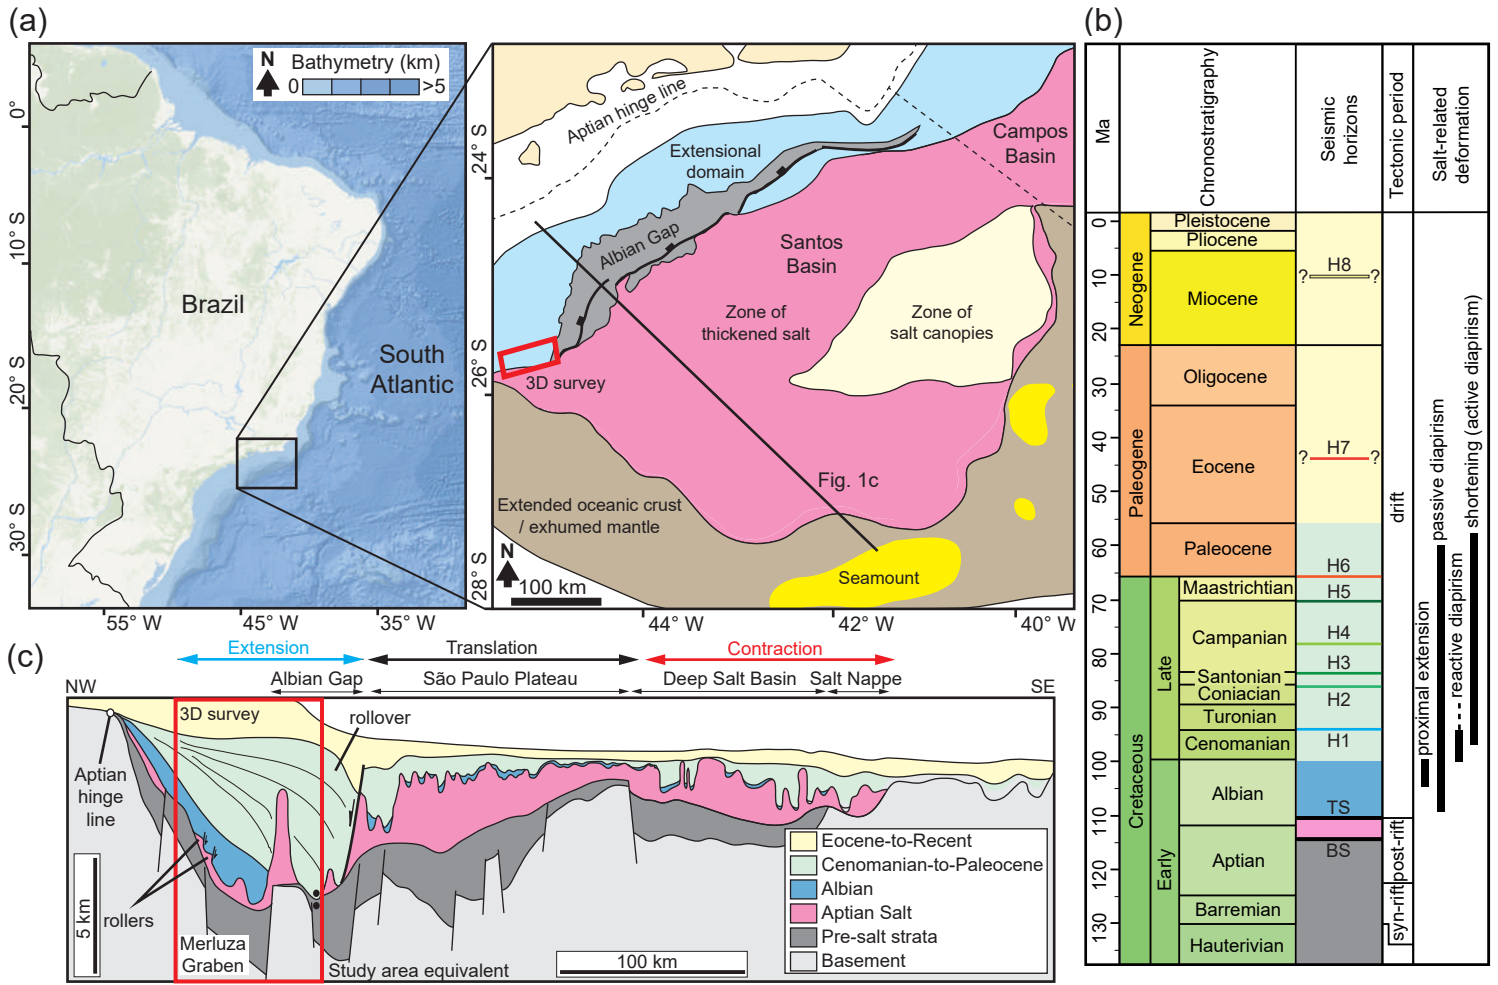 (a)
N
Bathymetry (km)
0
>5
0°
10° S
20° S
30° S
Brazil
South
Atlantic
55° W
45° W
35° W
24° S
26° S
28° S
Aptian hinge line
Extensional
domain
Campos
Basin
Albian Gap
Santos
Basin
Zone of
thickened salt
Zone of
salt canopies
3D survey
Fig. 1c
Extended oceanic crust
/ exhumed mantle
N
100 km
Seamount
44° W
42° W
40° W
(b)
Ma
Chronostratigraphy
Seismic
horizons
Tectonic period
Salt-related
deformation
0
10
20
30
40
50
60
70
80
90
100
110
120
130
Neogene
Paleogene
Cretaceous
Late
Early
Pleistocene
Pliocene
Miocene
Oligocene
Eocene
Paleocene
Maastrichtian
Campanian
Santonian
Coniacian
Turonian
Cenomanian
Albian
Aptian
Barremian
Hauterivian
H8
? ?
H7
? ?
H6
H5
H4
H3
H2
H1
TS
BS
drift
post-rift
syn-rift
proximal extension
passive diapirism
reactive diapirism
shortening (active diapirism)
(c)
Extension
Translation
Contraction
Albian Gap
São Paulo Plateau
Deep Salt Basin
Salt Nappe
NW
SE
3D survey
rollover
Aptian
hinge
line
rollers
5 km
Merluza
Graben
Study area equivalent
100 km
Eocene-to-Recent
Cenomanian-to-Paleocene
Albian
Aptian Salt
Pre-salt strata
Basement